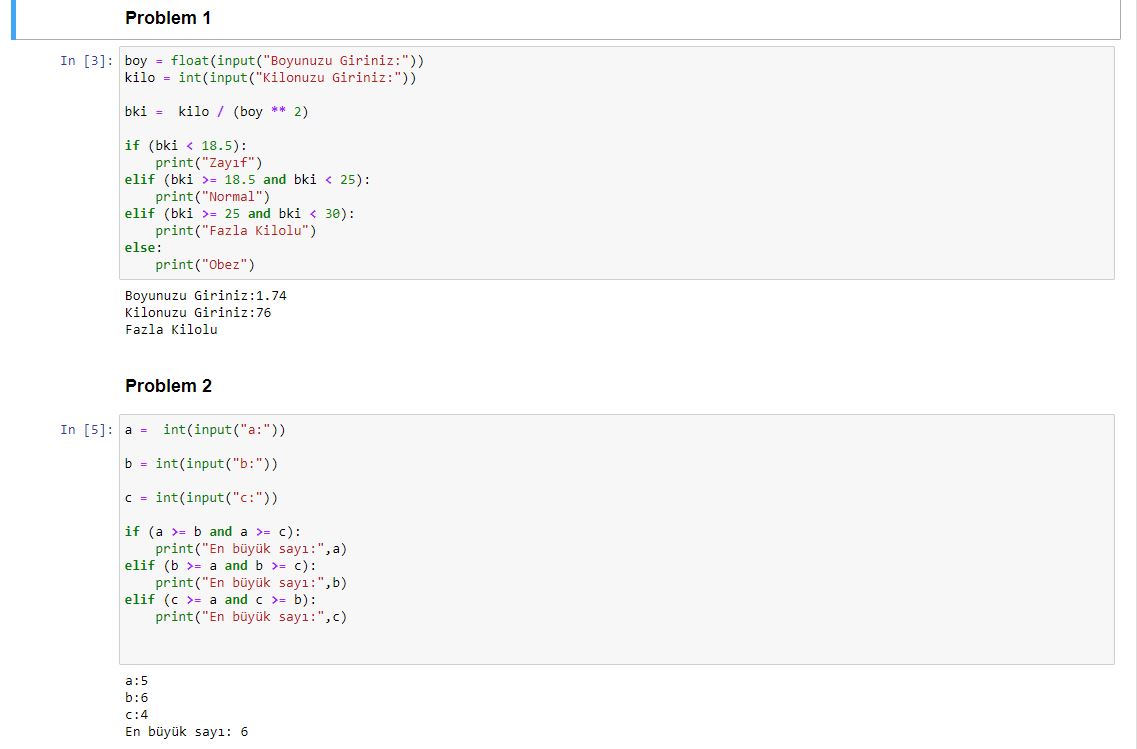 Problem 1
In [3]: boy = float(input("Boyunuzu Giriniz:"))
kilo = int(input("Kilonuzu Giriniz:"))
bki =  kilo / (boy ** 2)
if (bki < 18.5):
    print("Zayıf")
elif (bki >= 18.5 and bki < 25):
    print("Normal")
elif (bki >= 25 and bki < 30):
    print("Fazla Kilolu")
else:
    print("Obez")
Boyunuzu Giriniz:1.74
Kilonuzu Giriniz:76
Fazla Kilolu
Problem 2
In [5]: a =  int(input("a:"))
b = int(input("b:"))
c = int(input("c:"))
if (a >= b and a >= c):
    print("En büyük sayı:",a)
elif (b >= a and b >= c):
    print("En büyük sayı:",b)
elif (c >= a and c >= b):
    print("En büyük sayı:",c)
a:5
b:6
c:4
En büyük sayı: 6